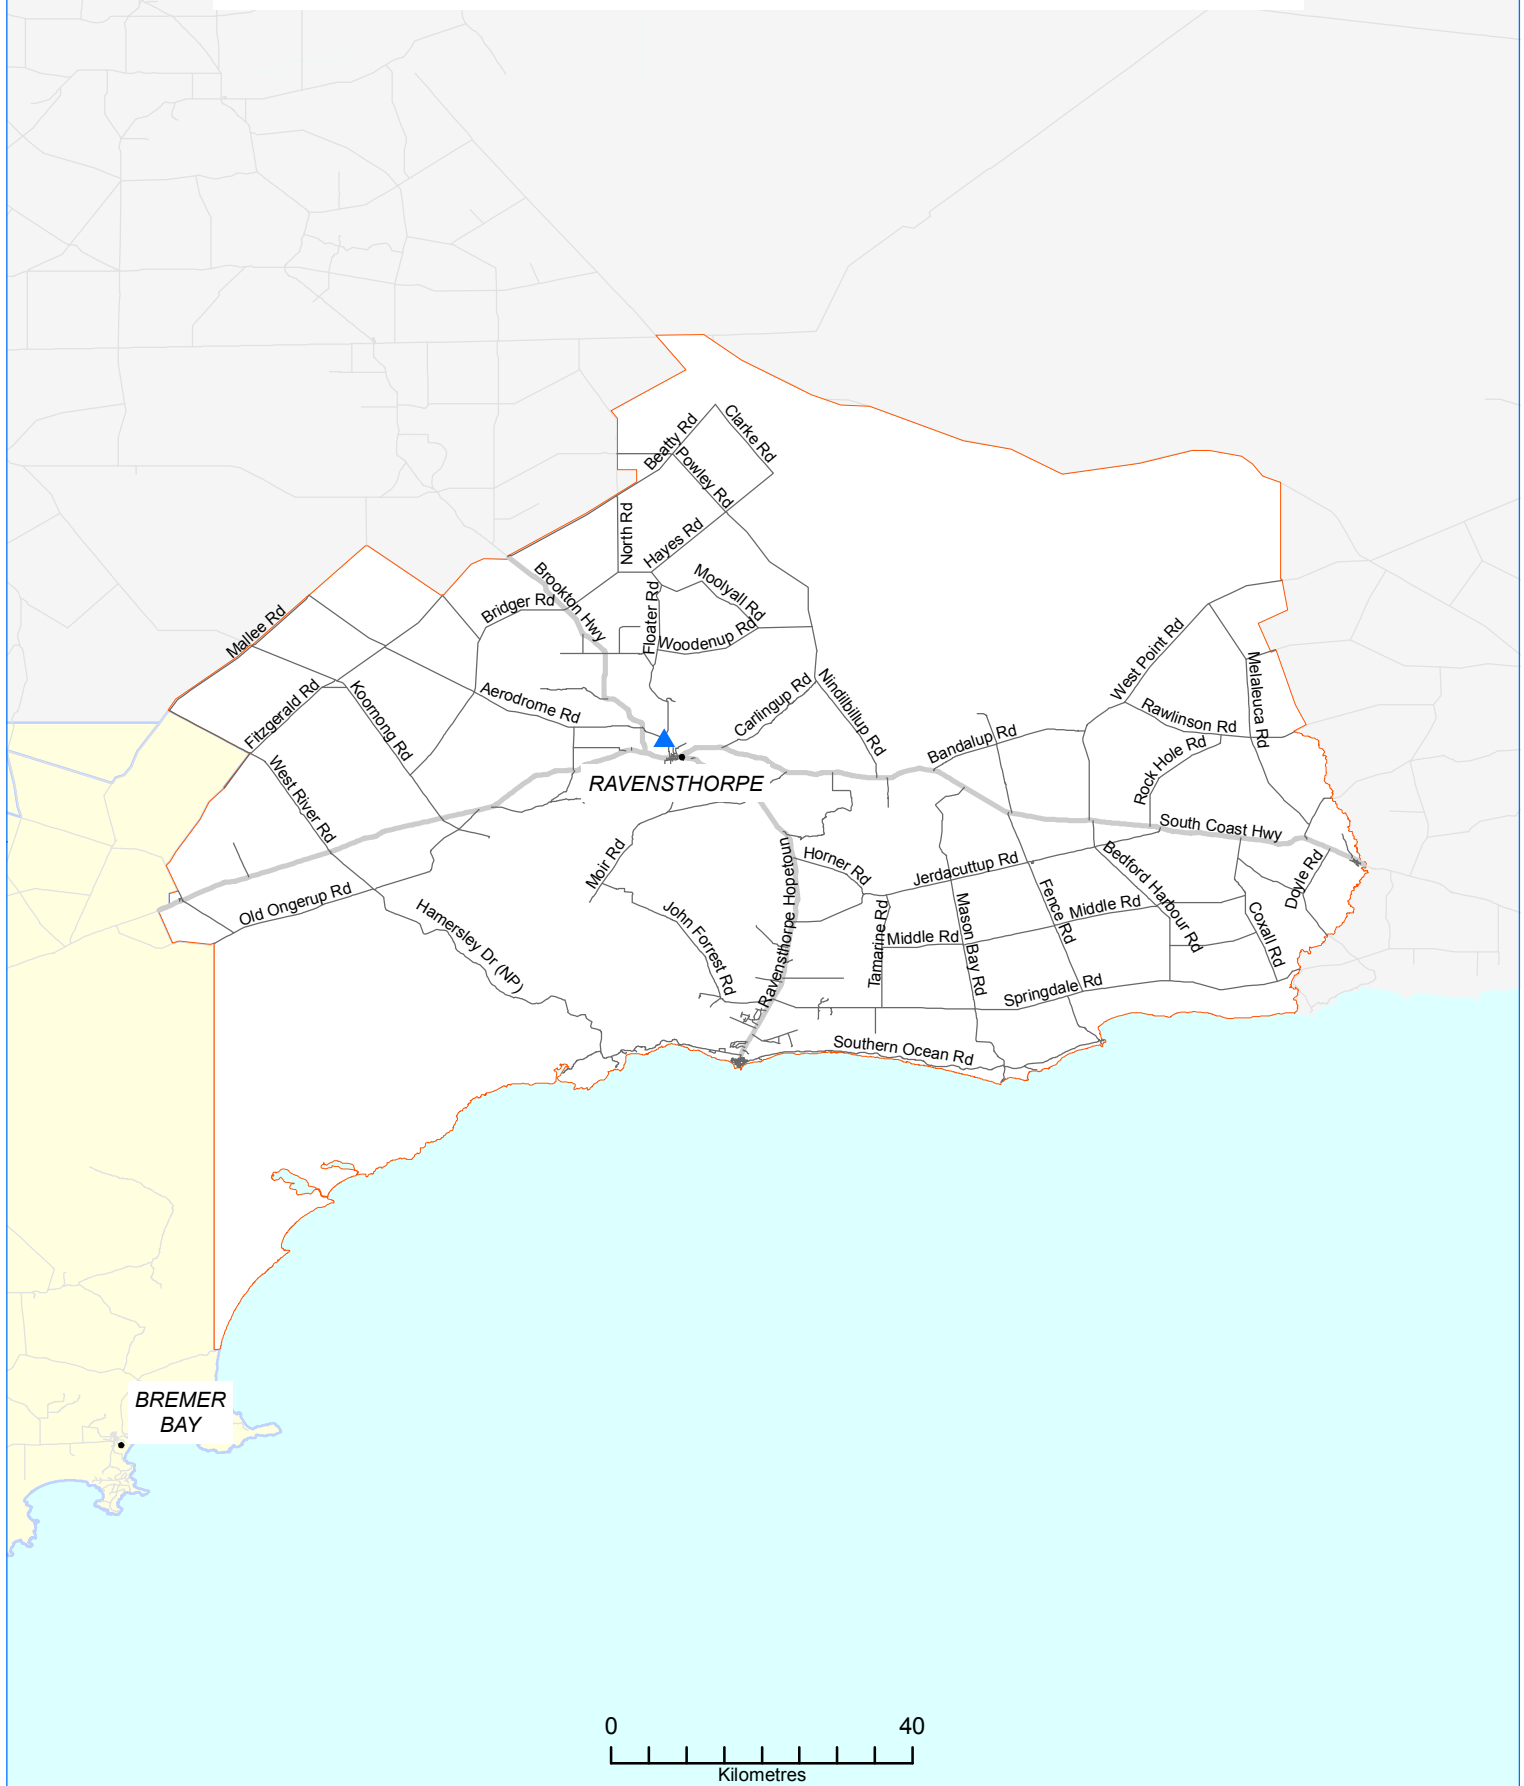 Clarke Rd
Beatty Rd
Powley Rd
North Rd
Hayes Rd
Brookton Hwy
Moolyall Rd
Bridger Rd
Floater Rd
Woodenup Rd
Mallee Rd
Fitzgerald Rd
Koornong Rd
Aerodrome Rd
Carlingup Rd
Nindilbillup Rd
West Point Rd
Melaleuca Rd
Rawlinson Rd
Bandalup Rd
Rock Hole Rd
West River Rd
RAVENSTHORPE
South Coast Hwy
Moir Rd
Horner Rd
Jerdacuttup Rd
Bedford Harbour Rd
Doyle Rd
Old Ongerup Rd
Hamersley Dr (NP)
John Forrest Rd
Ravensthorpe Hopetoun
Tamarine Rd
Middle Rd
Mason Bay Rd
Fence Rd
Middle Rd
Coxall Rd
Springdale Rd
Southern Ocean Rd
BREMER
BAY
0 40
Kilometres